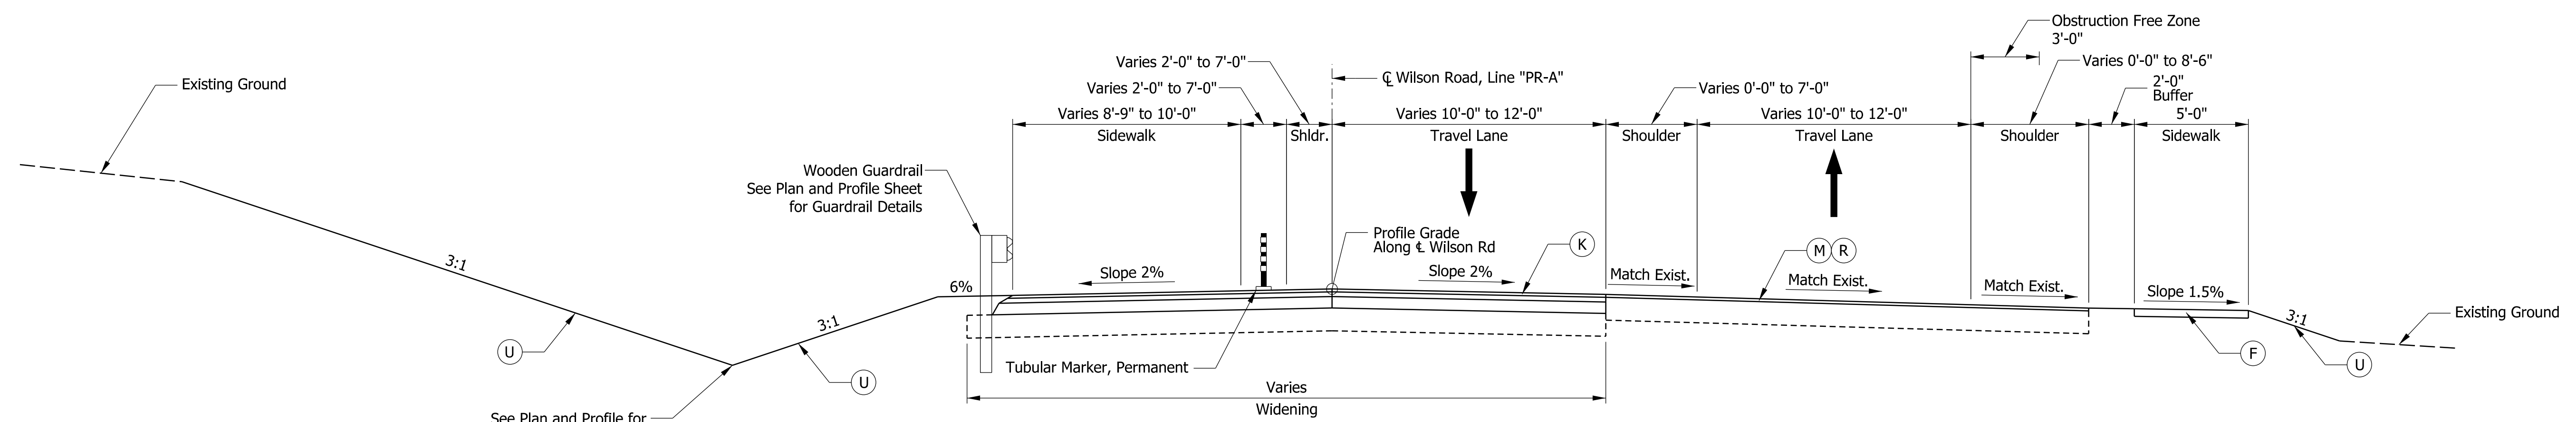 Obstruction Free Zone
3'-0"
Varies 2'-0" to 7'-0"
℄ Wilson Road, Line "PR-A"
Varies 0'-0" to 8'-6"
Existing Ground
Varies 2'-0" to 7'-0"
Varies 0'-0" to 7'-0"
2'-0"
Buffer
Varies 8'-9" to 10'-0"
Sidewalk
Shldr.
Varies 10'-0" to 12'-0"
Travel Lane
Shoulder
Varies 10'-0" to 12'-0"
Travel Lane
Shoulder
5'-0"
Sidewalk
Wooden Guardrail
See Plan and Profile Sheet
for Guardrail Details
Profile Grade
Along ℄ Wilson Rd
K
M R
3:1
6%
Slope 2%
Slope 2%
Match Exist.
Match Exist.
Match Exist.
Slope 1.5%
3:1
3:1
Existing Ground
U
U
Tubular Marker, Permanent
F
U
Varies
Widening
See Plan and Profile for